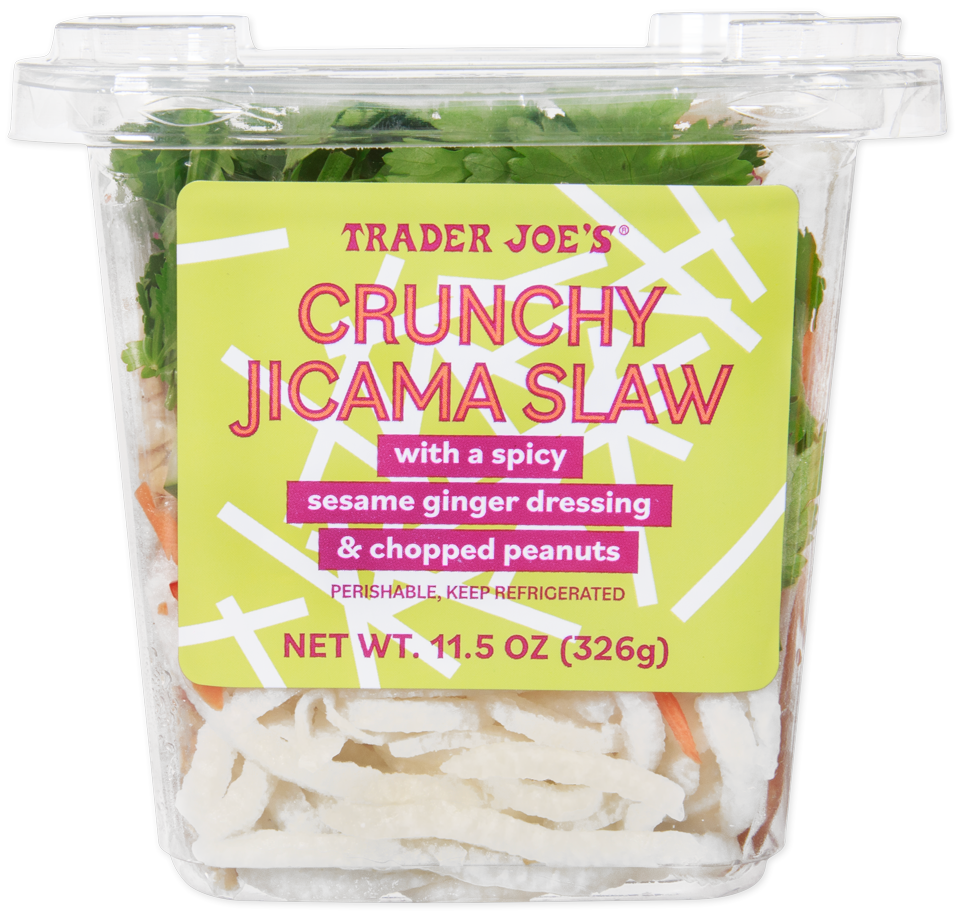 TRADER JOE'S®
CRUNCHY
JICAMA SLAW
with a spicy
sesame ginger dressing
& chopped peanuts
PERISHABLE, KEEP REFRIGERATED
NET WT. 11.5 OZ (326g)